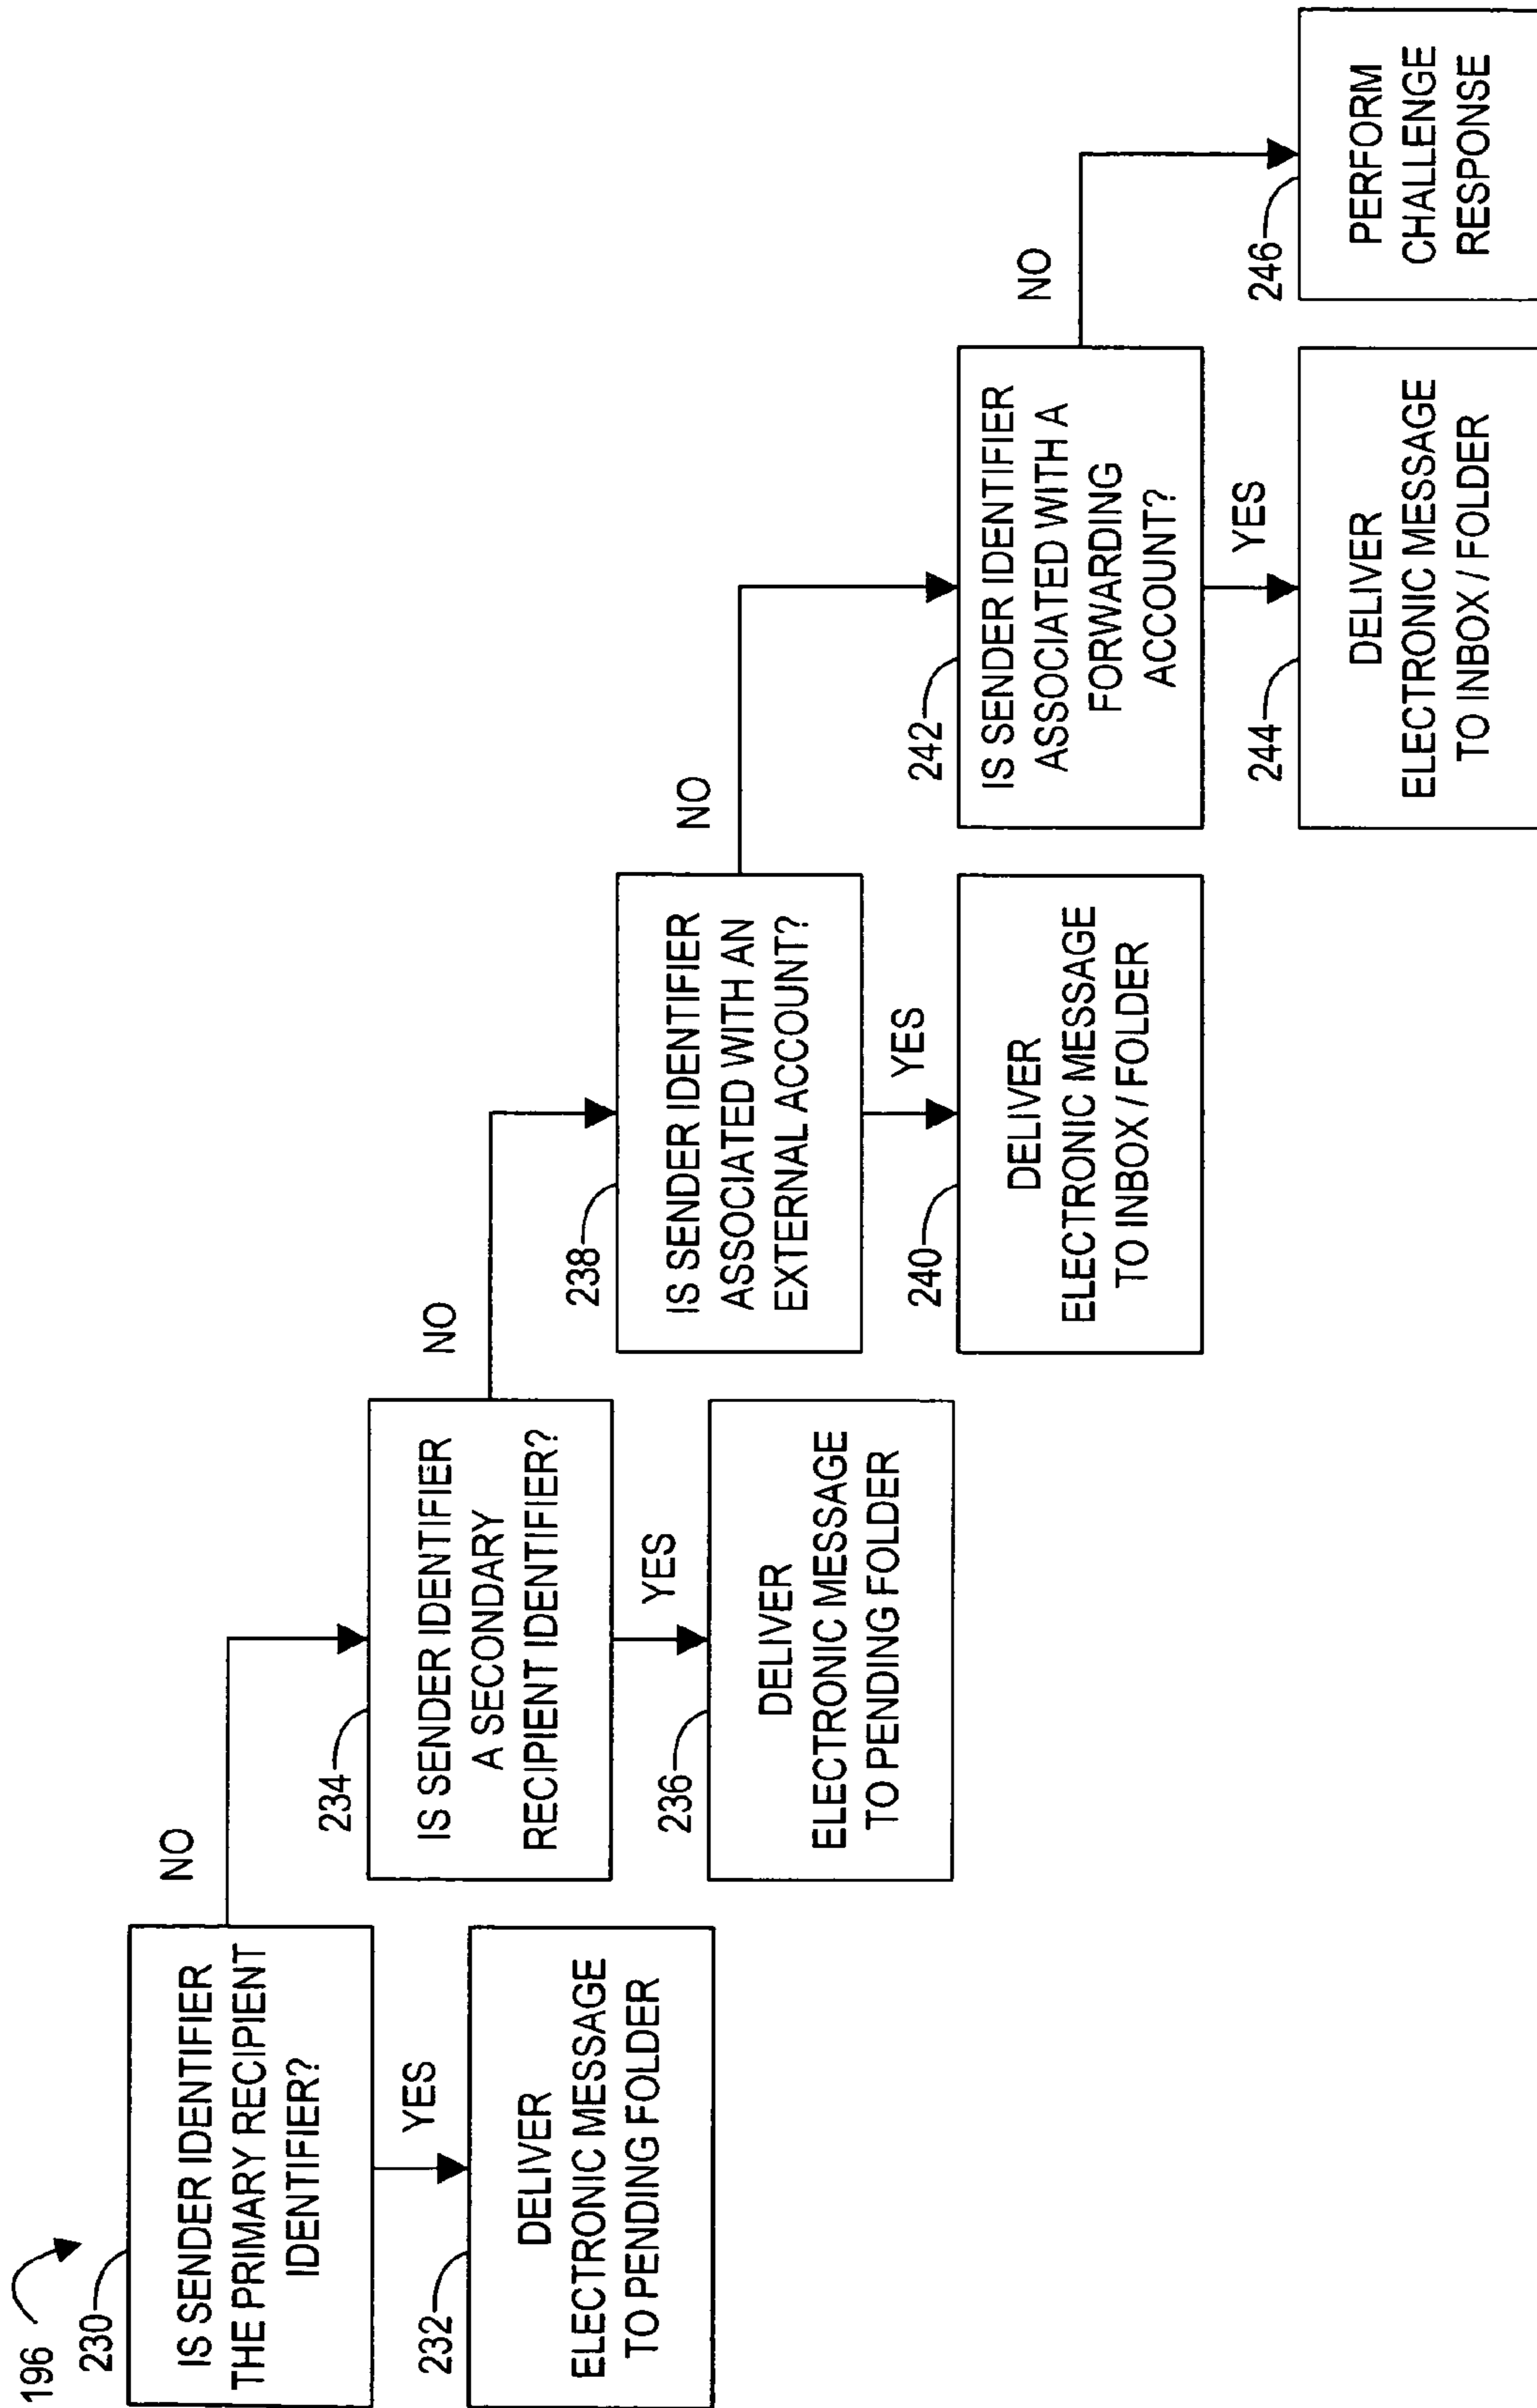 196
230
IS SENDER IDENTIFIER
THE PRIMARY RECIPIENT
IDENTIFIER?
NO
YES
232
DELIVER
ELECTRONIC MESSAGE
TO PENDING FOLDER
234
IS SENDER IDENTIFIER
A SECONDARY
RECIPIENT IDENTIFIER?
NO
YES
236
DELIVER
ELECTRONIC MESSAGE
TO PENDING FOLDER
238
IS SENDER IDENTIFIER
ASSOCIATED WITH AN
EXTERNAL ACCOUNT?
NO
YES
240
DELIVER
ELECTRONIC MESSAGE
TO INBOX / FOLDER
242
IS SENDER IDENTIFIER
ASSOCIATED WITH A
FORWARDING
ACCOUNT?
NO
YES
244
DELIVER
ELECTRONIC MESSAGE
TO INBOX / FOLDER
246
PERFORM
CHALLENGE
RESPONSE